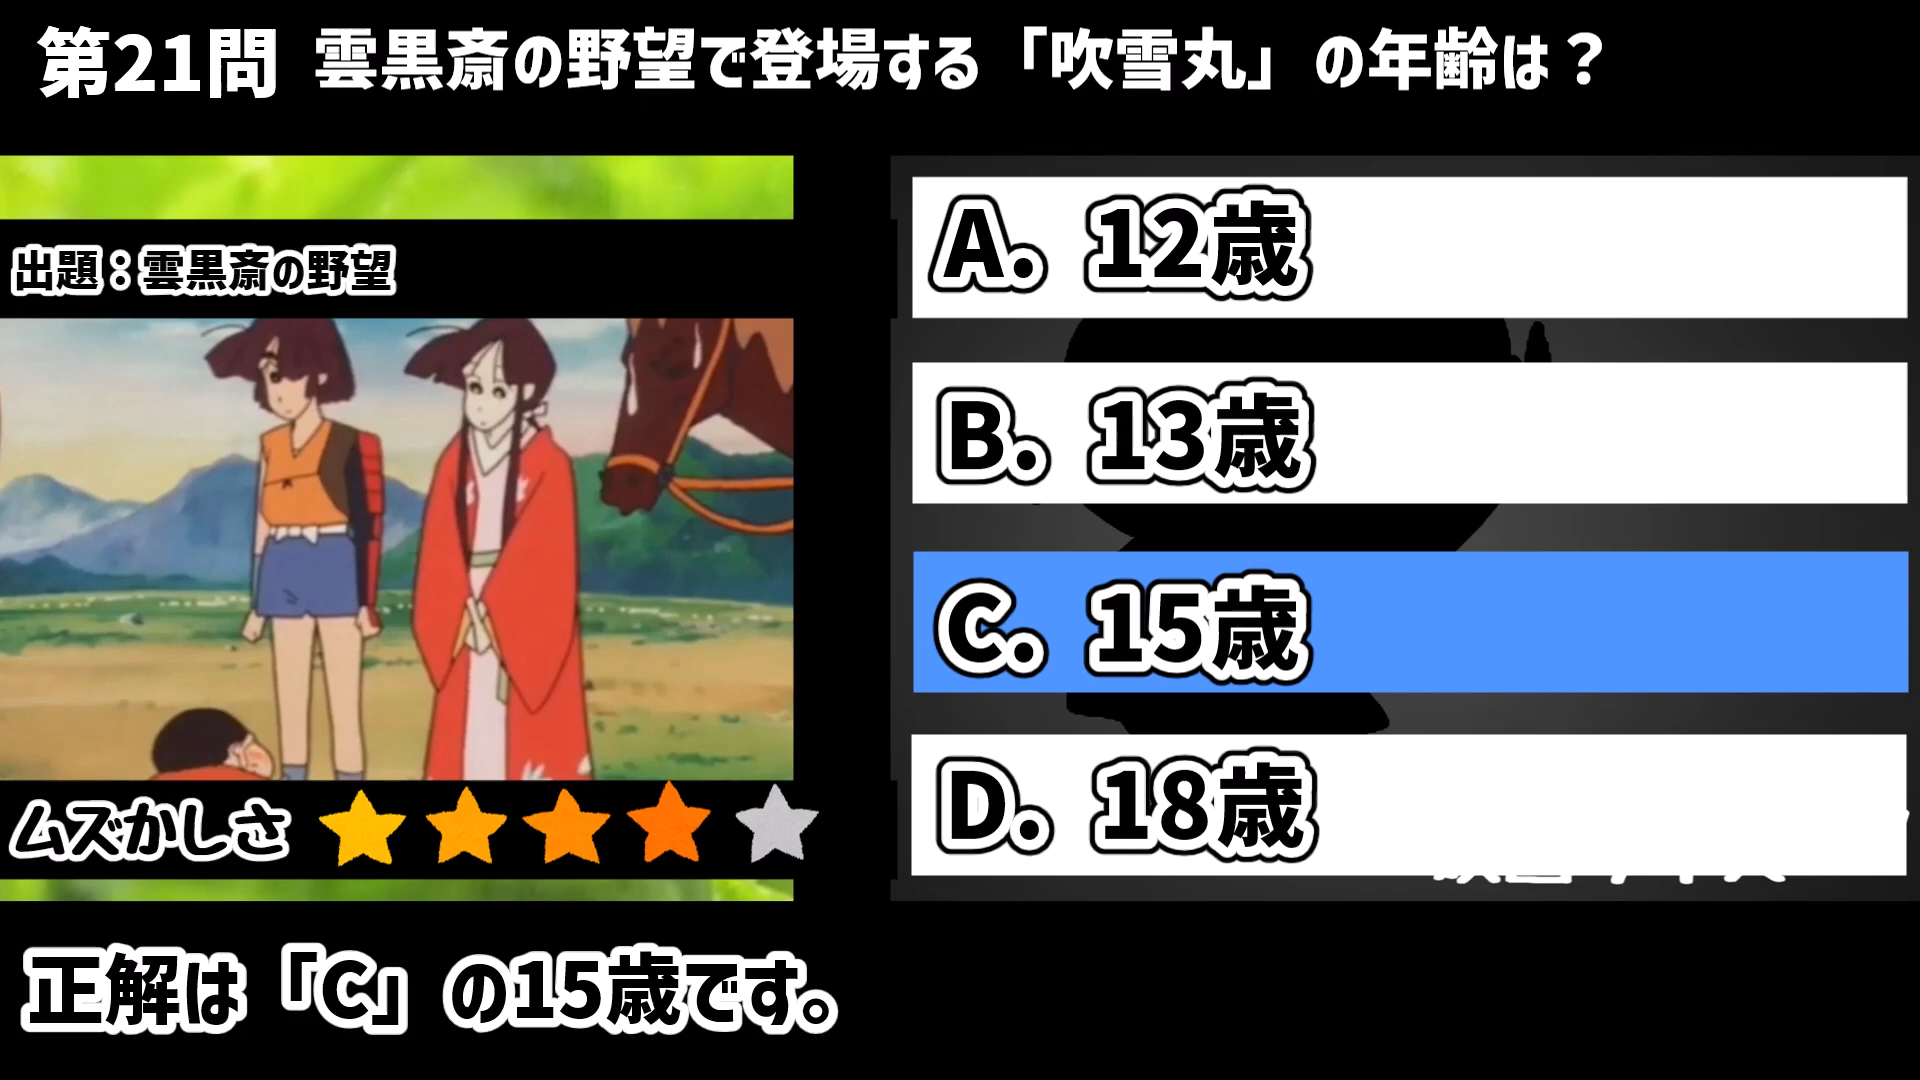 第21問 雲黒斎の野望で登場する「吹雪丸」の年齢は？
出題：雲黒斎の野望
A. 12歳
B. 13歳
C. 15歳
D. 18歳
ムズかしさ
正解は「C」の15歳です。